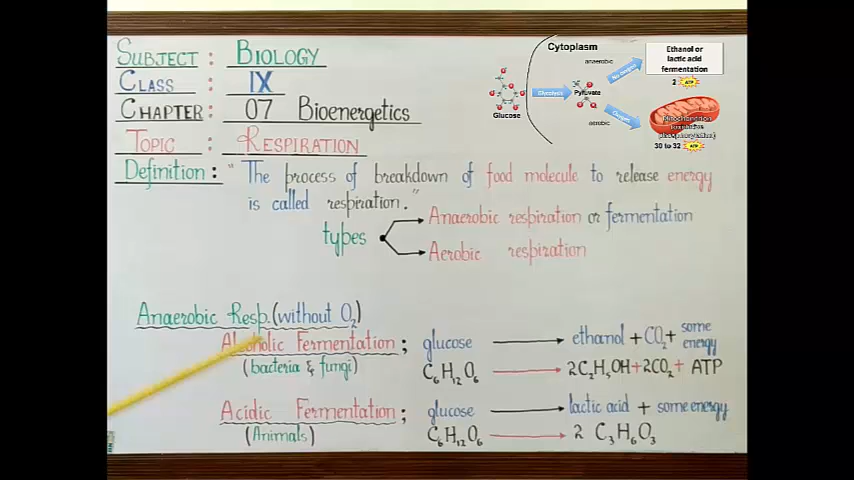 SUBJECT : BIOLOGY
CLASS : IX
CHAPTER : 07 Bioenergetics
TOPIC : RESPIRATION
Definition : "The process of breakdown of food molecule to release energy
is called respiration."
types
Anaerobic respiration or fermentation
Aerobic respiration
Cytoplasm
Glucose
Glycolysis
Pyruvate
anaerobic
No oxygen
aerobic
Oxygen
Ethanol or
lactic acid
fermentation
2 ATP
Mitochondrion
(oxidative
phosphorylation)
30 to 32 ATP
Anaerobic Resp. (without O₂)
Alcoholic Fermentation ; glucose → ethanol + CO₂ + some energy
(bacteria & fungi) C₆H₁₂O₆ → 2C₂H₅OH + 2CO₂ + ATP
Acidic Fermentation ; glucose → lactic acid + some energy
(Animals) C₆H₁₂O₆ → 2 C₃H₆O₃